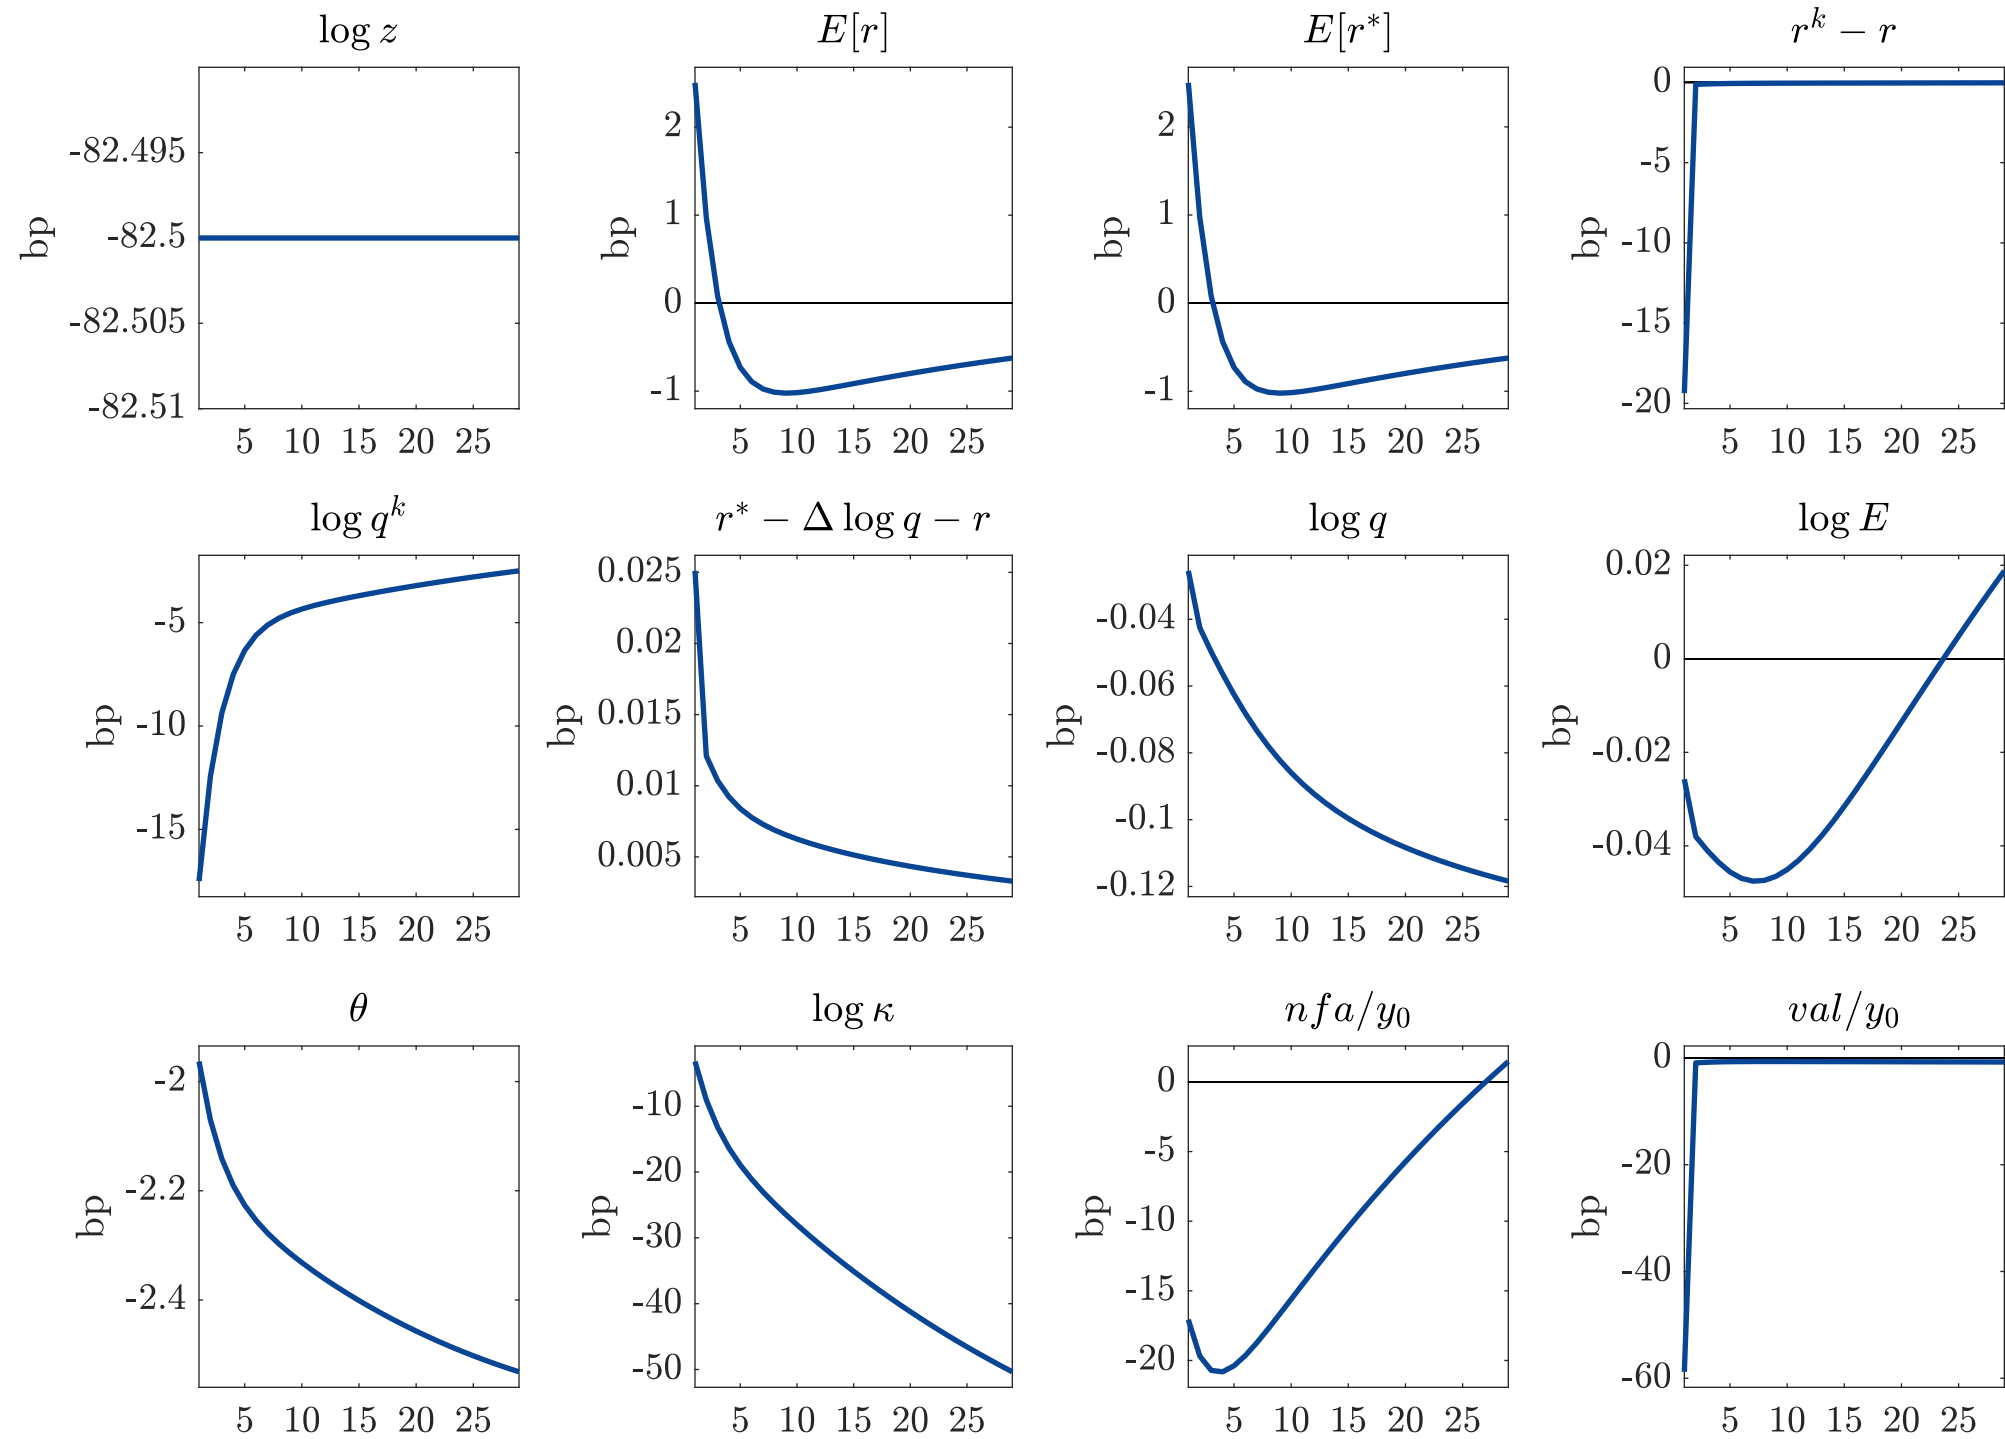 log z
E[r]
E[r*]
r^k − r
bp
-82.495
-82.5
-82.505
-82.51
5 10 15 20 25
bp
2
1
0
-1
5 10 15 20 25
bp
2
1
0
-1
5 10 15 20 25
bp
0
-5
-10
-15
-20
5 10 15 20 25
log q^k
r* − Δ log q − r
log q
log E
bp
-5
-10
-15
5 10 15 20 25
bp
0.025
0.02
0.015
0.01
0.005
5 10 15 20 25
bp
-0.04
-0.06
-0.08
-0.1
-0.12
5 10 15 20 25
bp
0.02
0
-0.02
-0.04
5 10 15 20 25
θ
log κ
nfa/y₀
val/y₀
bp
-2
-2.2
-2.4
5 10 15 20 25
bp
-10
-20
-30
-40
-50
5 10 15 20 25
bp
0
-5
-10
-15
-20
5 10 15 20 25
bp
0
-20
-40
-60
5 10 15 20 25